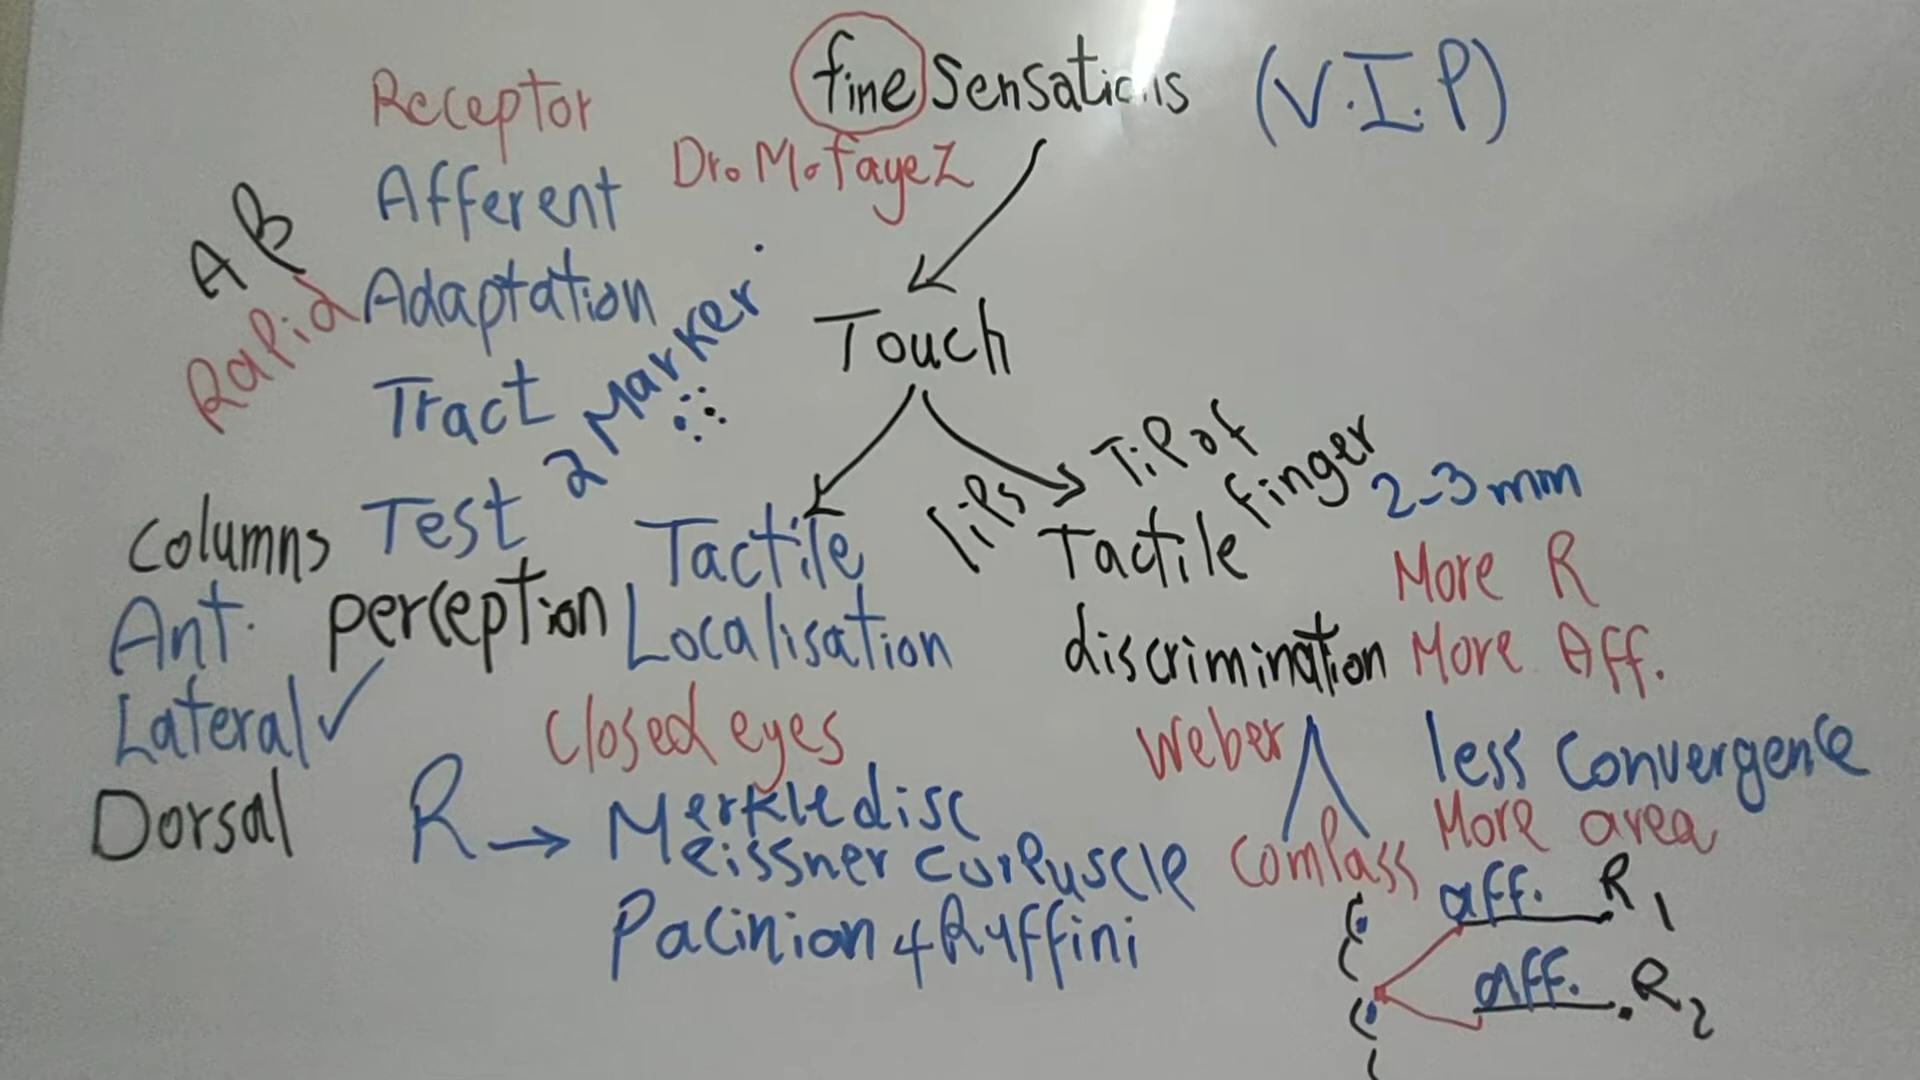 fine Sensations (V.I.P)
Dr. M. Fayez
Receptor
Afferent
AB
Adaptation
Rapid
Tract
Test
2 Marker
Touch
Tactile
Localisation
closed eyes
lips
Tip of
finger
Tactile
discrimination
2-3 mm
More R
More Aff.
less convergence
More area
Weber
compass
Columns
Ant.
Lateral ✓
Dorsal
perception
R → Merkle disc
Meissner corpuscle
Pacinion & Ruffini
aff. R1
aff. R2